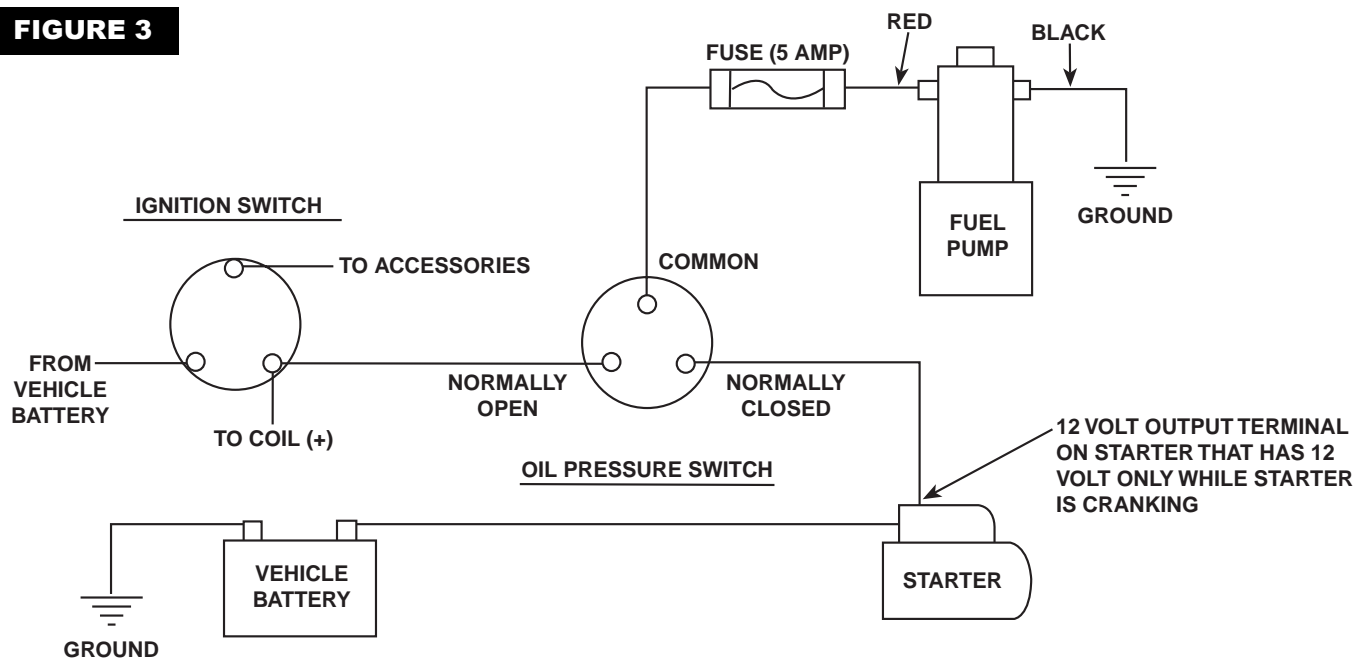 FIGURE 3
RED
BLACK
FUSE (5 AMP)
GROUND
FUEL
PUMP
IGNITION SWITCH
TO ACCESSORIES
COMMON
FROM
VEHICLE
BATTERY
NORMALLY
OPEN
NORMALLY
CLOSED
TO COIL (+)
OIL PRESSURE SWITCH
12 VOLT OUTPUT TERMINAL
ON STARTER THAT HAS 12
VOLT ONLY WHILE STARTER
IS CRANKING
VEHICLE
BATTERY
STARTER
GROUND